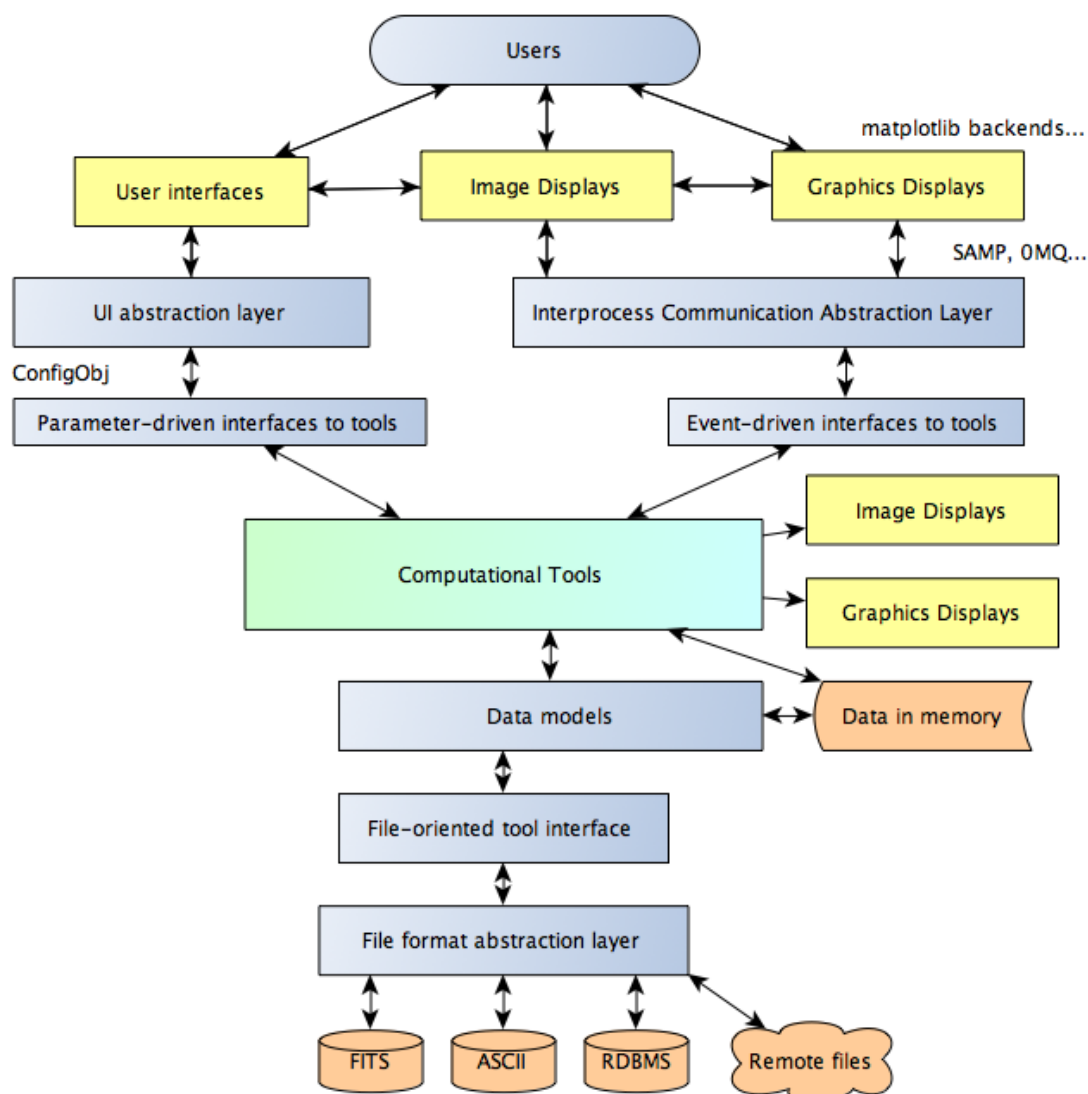 Users
matplotlib backends...
User interfaces
Image Displays
Graphics Displays
SAMP, 0MQ...
UI abstraction layer
Interprocess Communication Abstraction Layer
ConfigObj
Parameter-driven interfaces to tools
Event-driven interfaces to tools
Image Displays
Computational Tools
Graphics Displays
Data models
Data in memory
File-oriented tool interface
File format abstraction layer
FITS
ASCII
RDBMS
Remote files